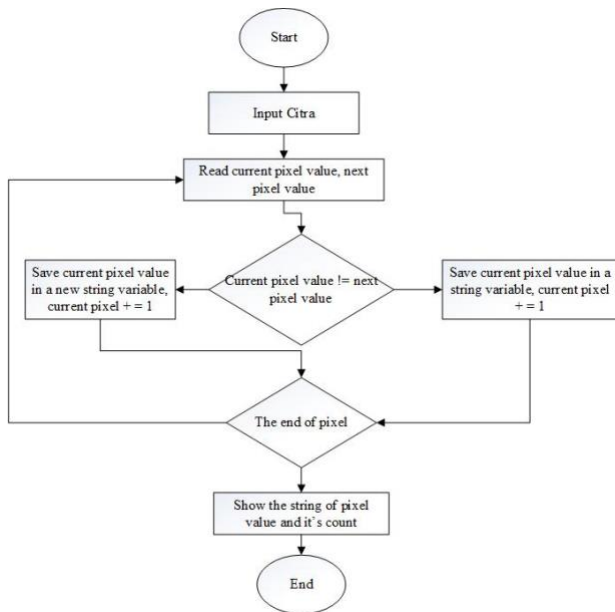 Start
Input Citra
Read current pixel value, next
pixel value
Current pixel value != next
pixel value
Save current pixel value
in a new string variable,
current pixel + = 1
Save current pixel value in a
string variable, current pixel
+ = 1
The end of pixel
Show the string of pixel
value and it`s count
End